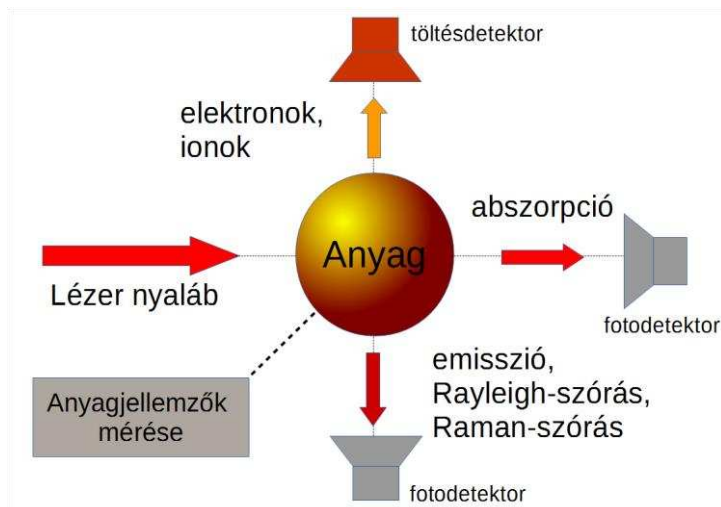 töltésdetektor
elektronok,
ionok
abszorpció
Anyag
Lézer nyaláb
fotodetektor
emisszió,
Rayleigh-szórás,
Raman-szórás
Anyagjellemzők
mérése
fotodetektor